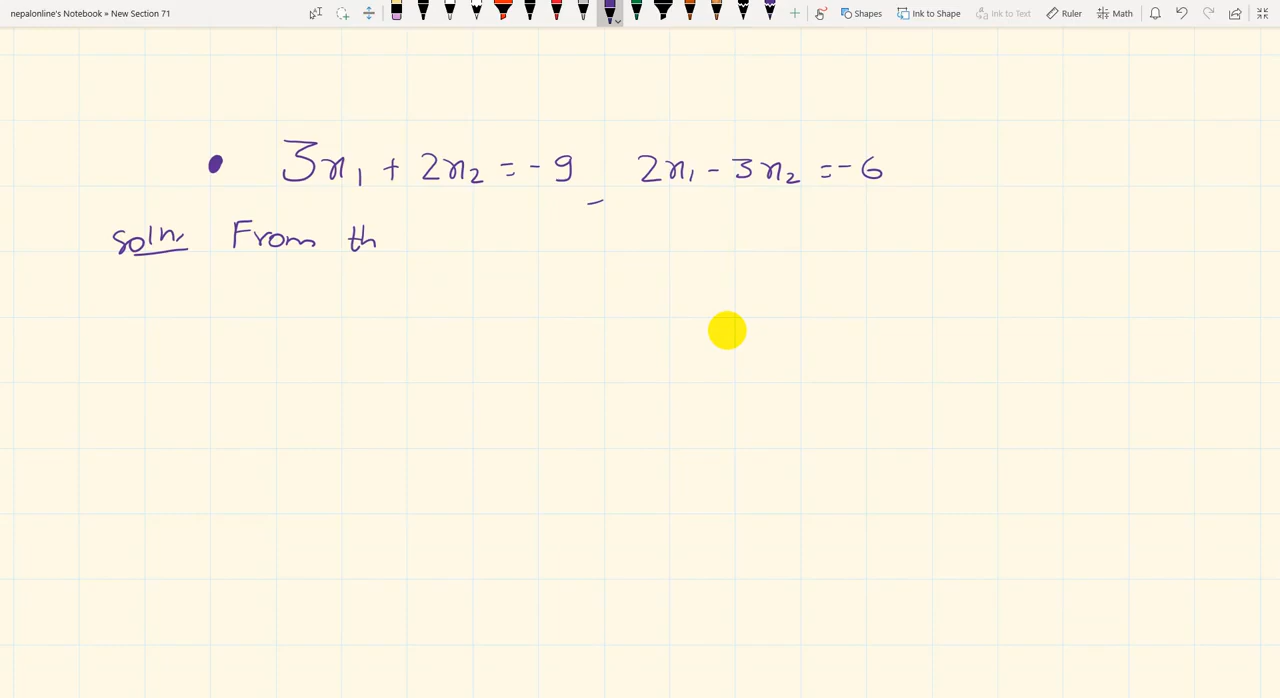 nepalonline's Notebook » New Section 71
Shapes Ink to Shape Ink to Text Ruler Math
3x₁ + 2x₂ = -9, 2x₁ - 3x₂ = -6
Soln, From th